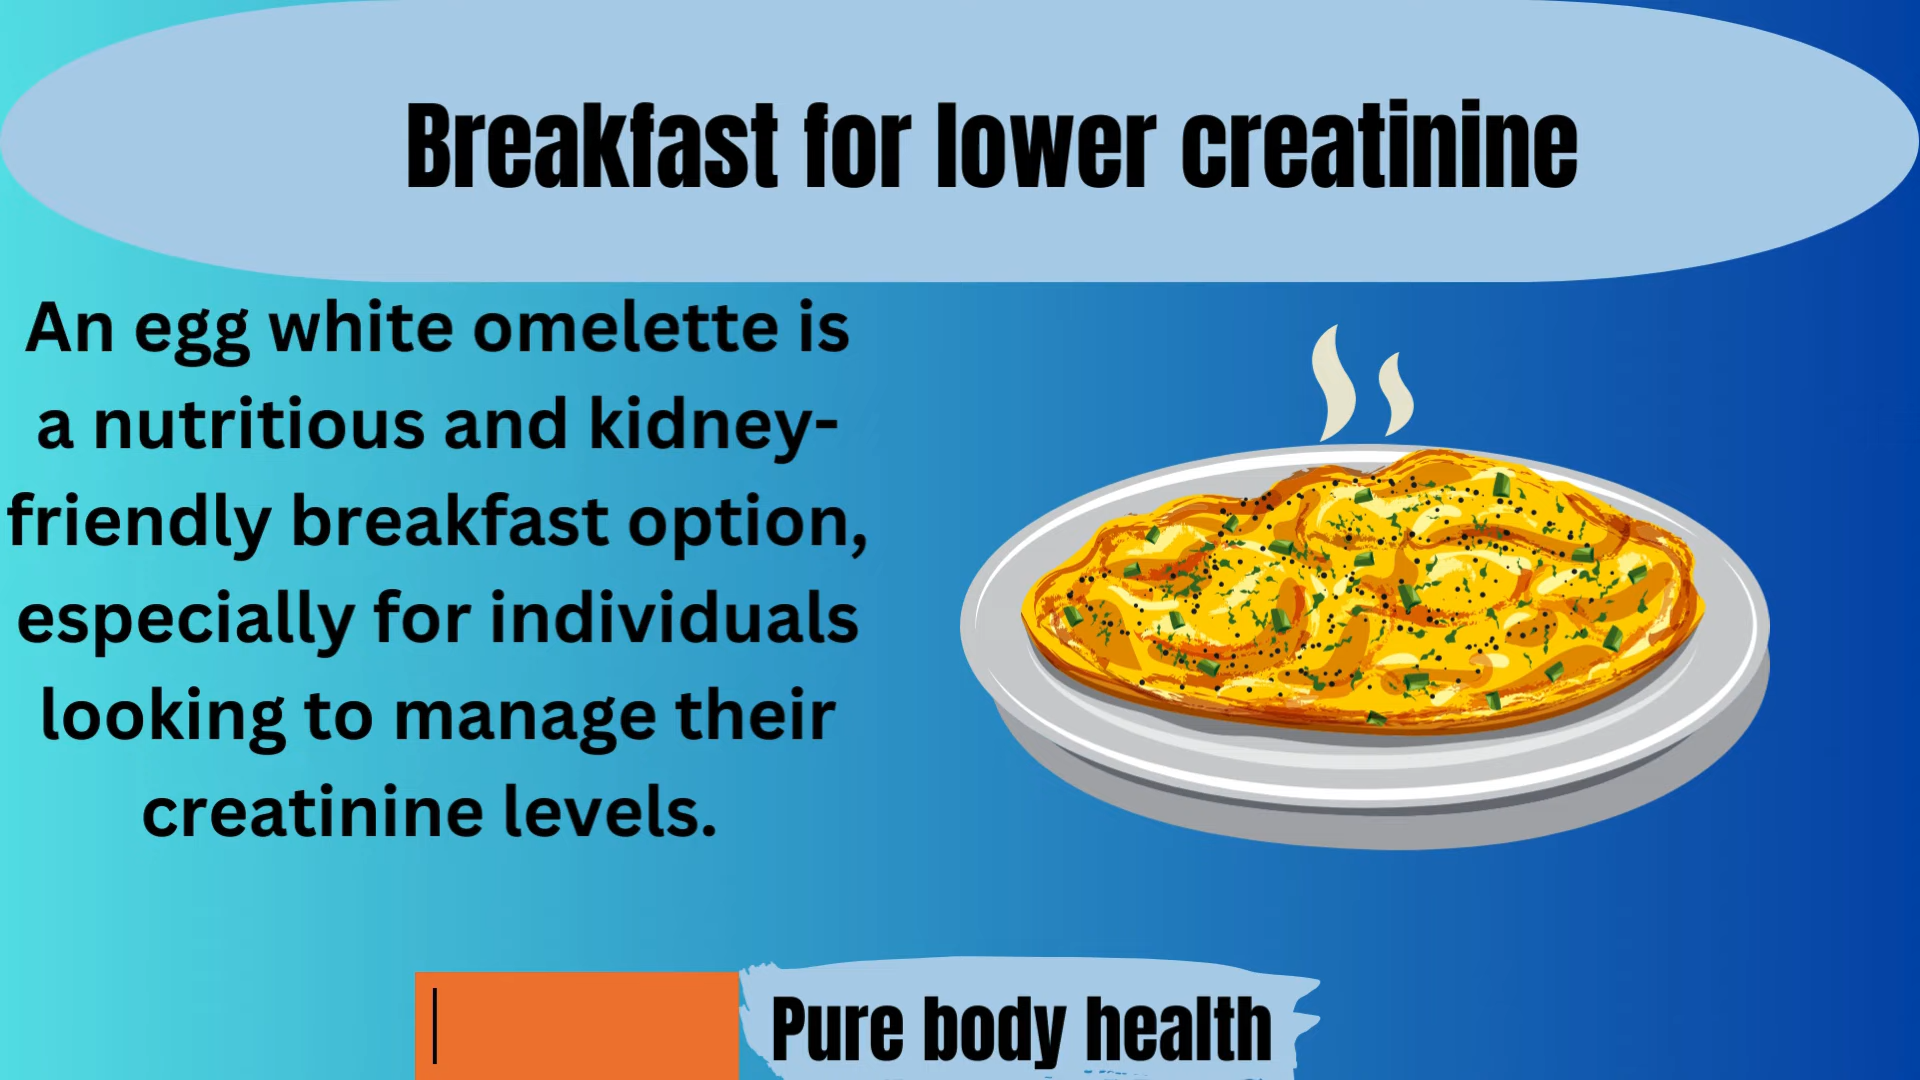 Breakfast for lower creatinine
An egg white omelette is
a nutritious and kidney-
friendly breakfast option,
especially for individuals
looking to manage their
creatinine levels.
Pure body health